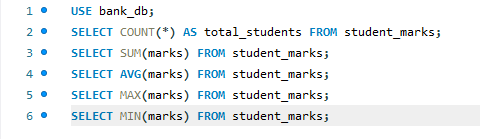 1 USE bank_db;
2 SELECT COUNT(*) AS total_students FROM student_marks;
3 SELECT SUM(marks) FROM student_marks;
4 SELECT AVG(marks) FROM student_marks;
5 SELECT MAX(marks) FROM student_marks;
6 SELECT MIN(marks) FROM student_marks;